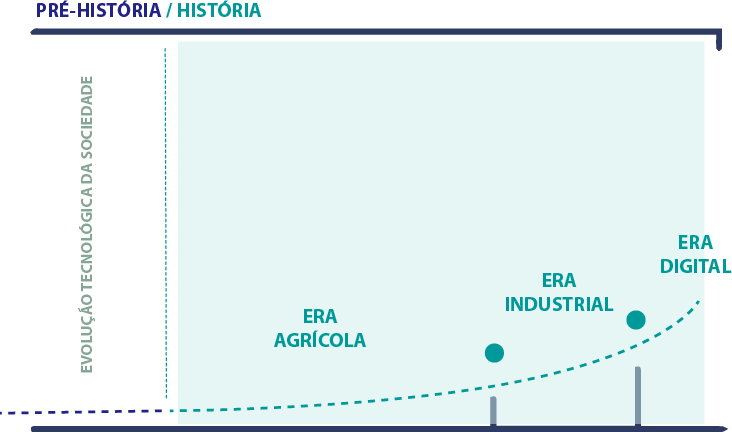 PRÉ-HISTÓRIA / HISTÓRIA
EVOLUÇÃO TECNOLÓGICA DA SOCIEDADE
ERA
AGRÍCOLA
ERA
INDUSTRIAL
ERA
DIGITAL